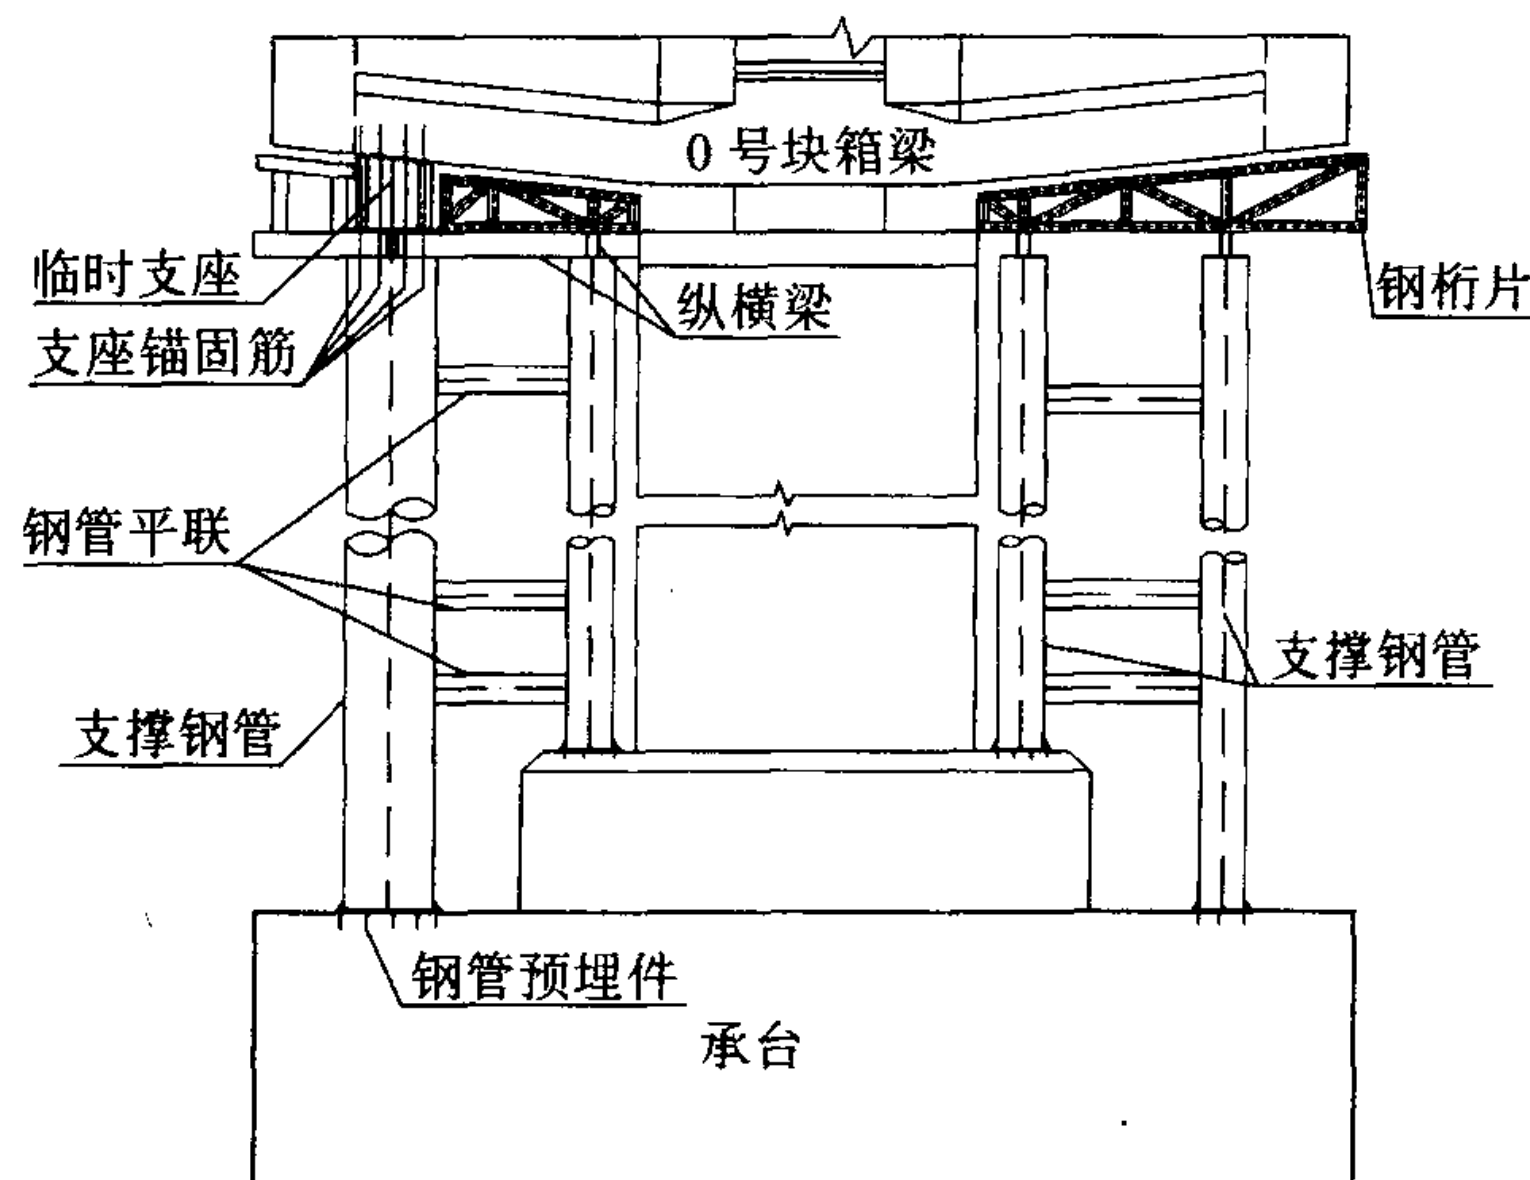 0号块箱梁
临时支座
钢桁片
纵横梁
支座锚固筋
钢管平联
支撑钢管
支撑钢管
钢管预埋件
承台